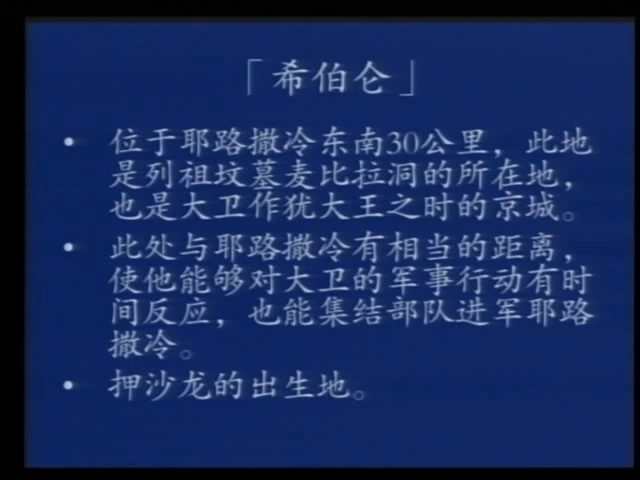 「希伯仑」
• 位于耶路撒冷东南30公里，此地
是列祖坟墓麦比拉洞的所在地，
也是大卫作犹大王之时的京城。
• 此处与耶路撒冷有相当的距离，
使他能够对大卫的军事行动有时
间反应，也能集结部队进军耶路
撒冷。
• 押沙龙的出生地。